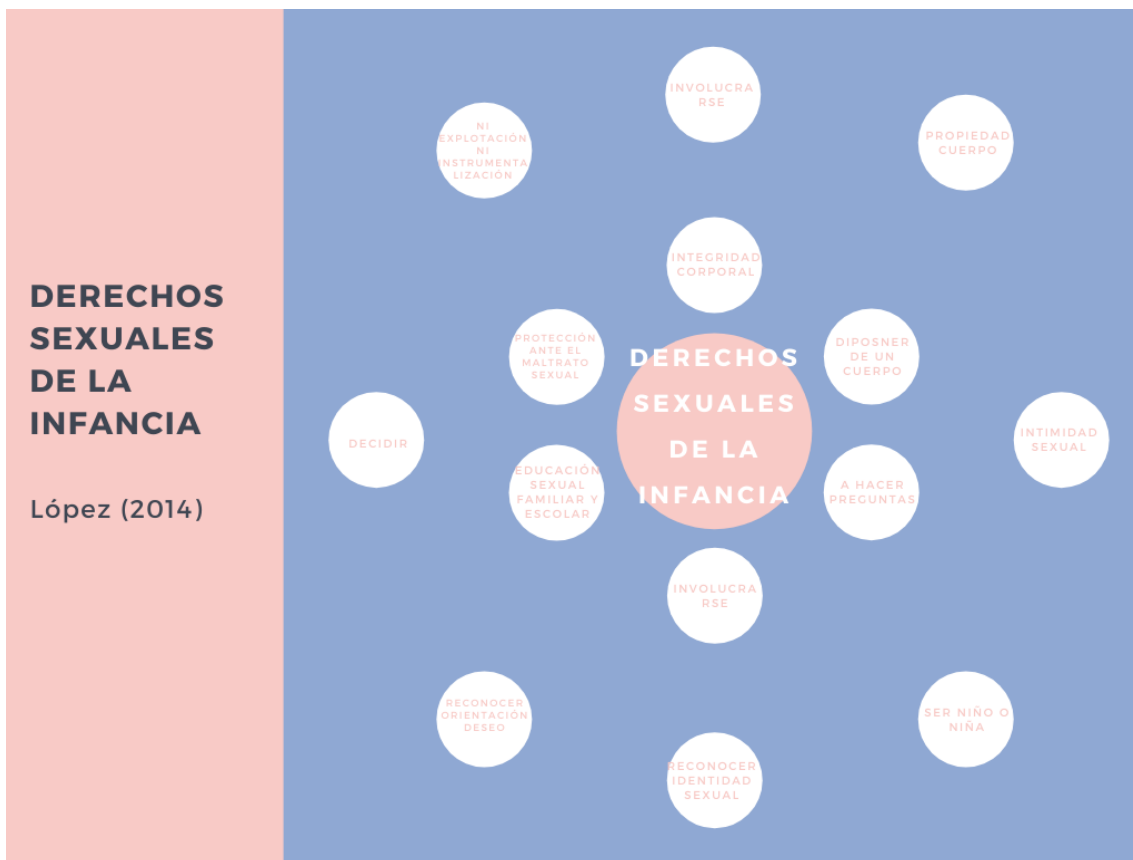 DERECHOS
SEXUALES
DE LA
INFANCIA
López (2014)
INVOLUCRA
RSE
NI
EXPLOTACIÓN
NI
INSTRUMENTA
LIZACIÓN
PROPIEDAD
CUERPO
INTEGRIDAD
CORPORAL
PROTECCIÓN
ANTE EL
MALTRATO
SEXUAL
DERECHOS
SEXUALES
DE LA
INFANCIA
DIPOSNER
DE UN
CUERPO
DECIDIR
INTIMIDAD
SEXUAL
EDUCACIÓN
SEXUAL
FAMILIAR Y
ESCOLAR
A HACER
PREGUNTAS
INVOLUCRA
RSE
RECONOCER
ORIENTACIÓN
DESEO
SER NIÑO O
NIÑA
RECONOCER
IDENTIDAD
SEXUAL